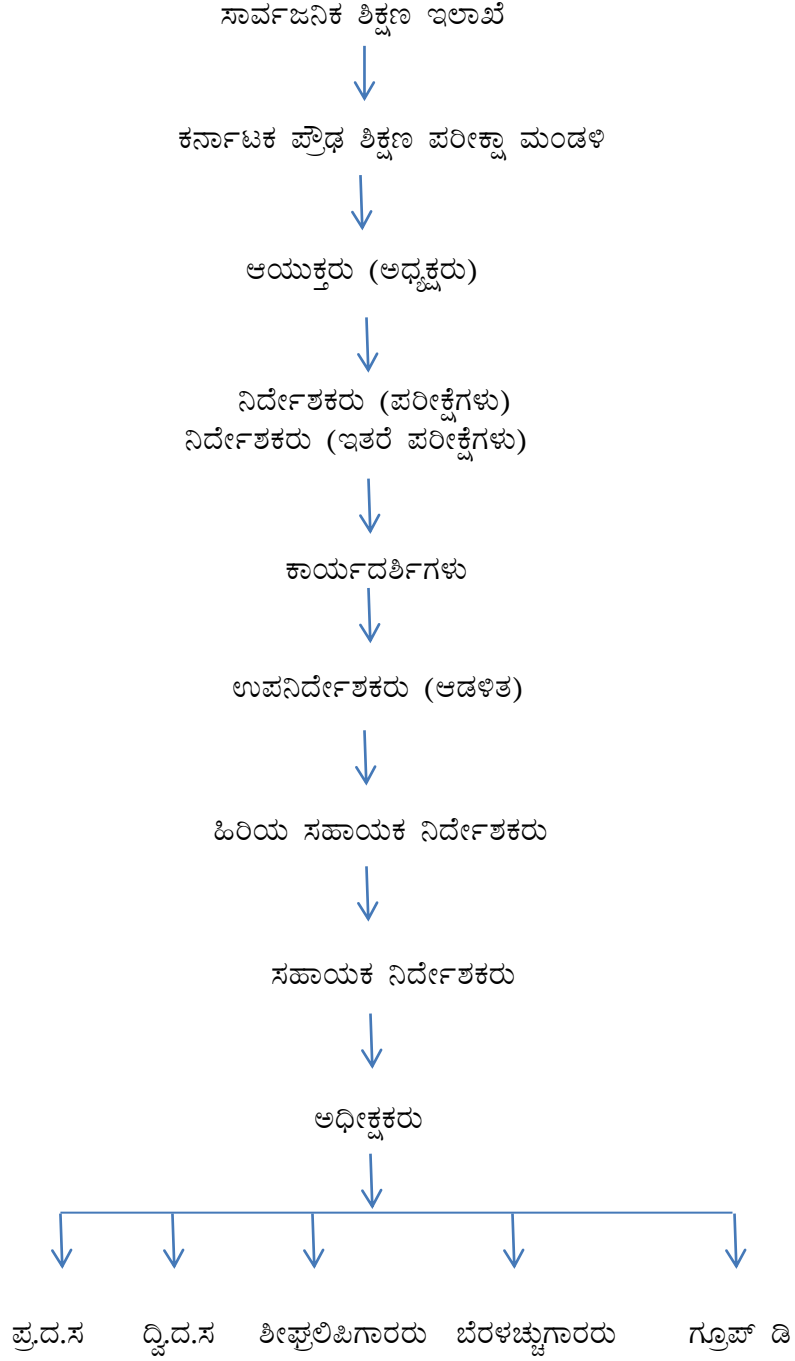 ಸಾರ್ವಜನಿಕ ಶಿಕ್ಷಣ ಇಲಾಖೆ
ಕರ್ನಾಟಕ ಪ್ರೌಢ ಶಿಕ್ಷಣ ಪರೀಕ್ಷಾ ಮಂಡಳಿ
ಆಯುಕ್ತರು (ಅಧ್ಯಕ್ಷರು)
ನಿರ್ದೇಶಕರು (ಪರೀಕ್ಷೆಗಳು)
ನಿರ್ದೇಶಕರು (ಇತರೆ ಪರೀಕ್ಷೆಗಳು)
ಕಾರ್ಯದರ್ಶಿಗಳು
ಉಪನಿರ್ದೇಶಕರು (ಆಡಳಿತ)
ಹಿರಿಯ ಸಹಾಯಕ ನಿರ್ದೇಶಕರು
ಸಹಾಯಕ ನಿರ್ದೇಶಕರು
ಅಧೀಕ್ಷಕರು
ಪ್ರ.ದ.ಸ ದ್ವಿ.ದ.ಸ ಶೀಘ್ರಲಿಪಿಗಾರರು ಬೆರಳಚ್ಚುಗಾರರು ಗ್ರೂಪ್ ಡಿ